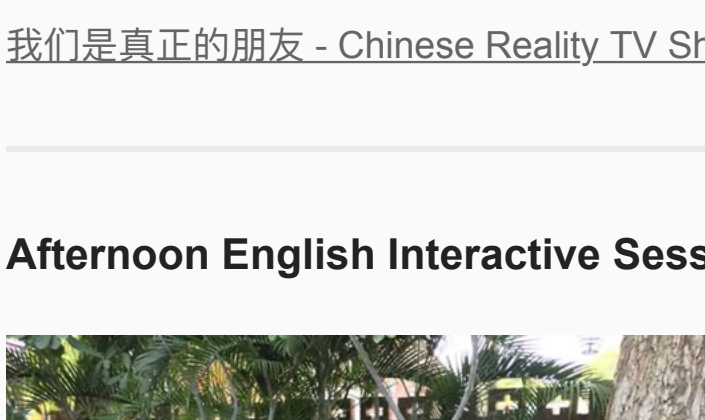 我们是真正的朋友 - Chinese Reality TV Sh
Afternoon English Interactive Sess